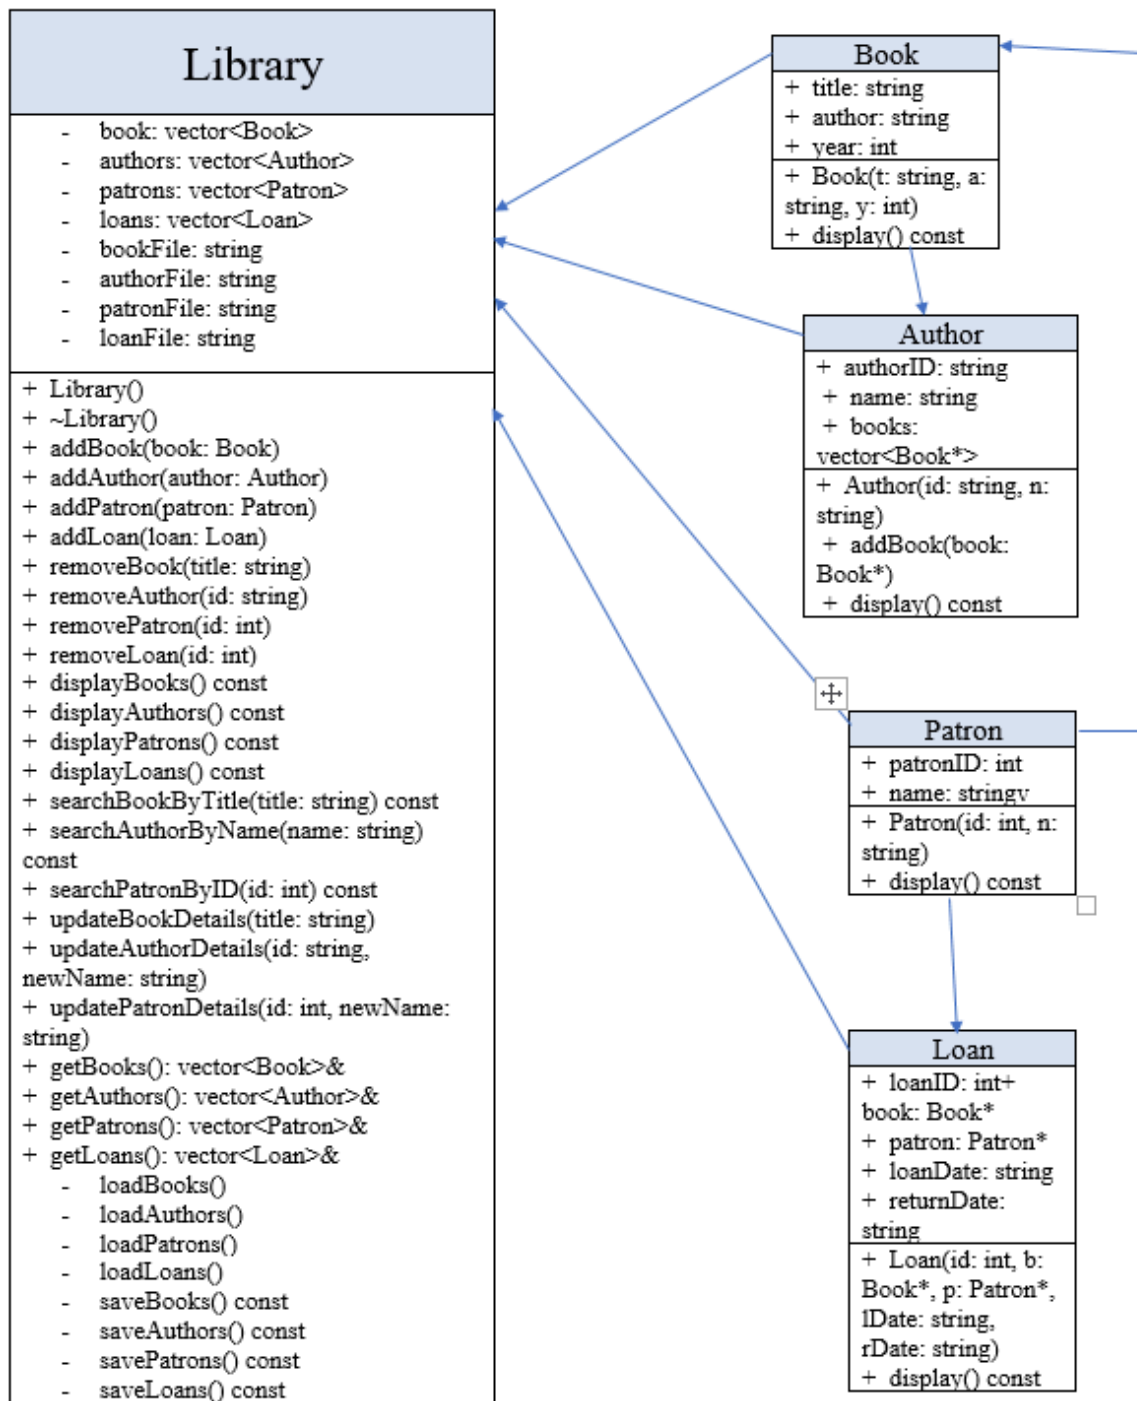 Library
- book: vector<Book>
- authors: vector<Author>
- patrons: vector<Patron>
- loans: vector<Loan>
- bookFile: string
- authorFile: string
- patronFile: string
- loanFile: string
+ Library()
+ ~Library()
+ addBook(book: Book)
+ addAuthor(author: Author)
+ addPatron(patron: Patron)
+ addLoan(loan: Loan)
+ removeBook(title: string)
+ removeAuthor(id: string)
+ removePatron(id: int)
+ removeLoan(id: int)
+ displayBooks() const
+ displayAuthors() const
+ displayPatrons() const
+ displayLoans() const
+ searchBookByTitle(title: string) const
+ searchAuthorByName(name: string)
const
+ searchPatronByID(id: int) const
+ updateBookDetails(title: string)
+ updateAuthorDetails(id: string,
newName: string)
+ updatePatronDetails(id: int, newName:
string)
+ getBooks(): vector<Book>&
+ getAuthors(): vector<Author>&
+ getPatrons(): vector<Patron>&
+ getLoans(): vector<Loan>&
- loadBooks()
- loadAuthors()
- loadPatrons()
- loadLoans()
- saveBooks() const
- saveAuthors() const
- savePatrons() const
- saveLoans() const
Book
+ title: string
+ author: string
+ year: int
+ Book(t: string, a:
string, y: int)
+ display() const
Author
+ authorID: string
+ name: string
+ books:
vector<Book*>
+ Author(id: string, n:
string)
+ addBook(book:
Book*)
+ display() const
Patron
+ patronID: int
+ name: stringv
+ Patron(id: int, n:
string)
+ display() const
Loan
+ loanID: int+
book: Book*
+ patron: Patron*
+ loanDate: string
+ returnDate:
string
+ Loan(id: int, b:
Book*, p: Patron*,
lDate: string,
rDate: string)
+ display() const